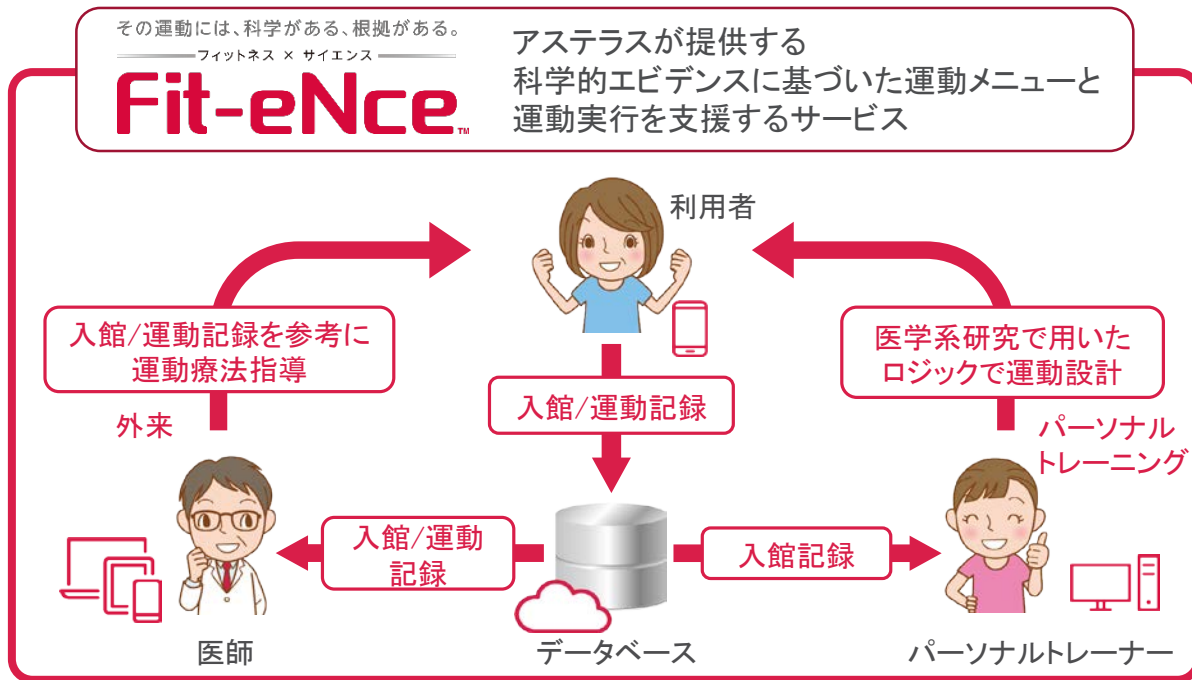 その運動には、科学がある、根拠がある。
フィットネス × サイエンス
Fit-eNce™
アステラスが提供する
科学的エビデンスに基づいた運動メニューと
運動実行を支援するサービス
利用者
入館/運動記録を参考に
運動療法指導
医学系研究で用いた
ロジックで運動設計
入館/運動記録
外来
パーソナル
トレーニング
入館/運動
記録
入館記録
医師
データベース
パーソナルトレーナー